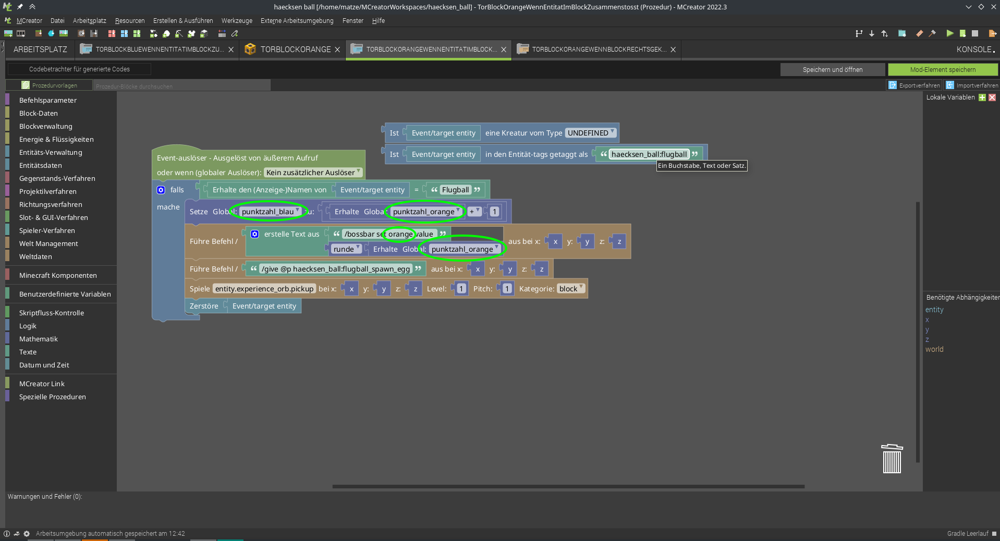 haecksen ball [/home/matze/MCreatorWorkspaces/haecksen_ball] - TorBlockOrangeWennEntitatImBlockZusammenstosst (Prozedur) - MCreator 2022.3
MCreator Datei Arbeitsplatz Resourcen Erstellen & Ausführen Werkzeuge Externe Arbeitsumgebung Fenster Hilfe
ARBEITSPLATZ TORBLOCKBLUEWENNENTITATIMBLOCKZU... TORBLOCKORANGE TORBLOCKORANGEWENNENTITATIMBLOCK... TORBLOCKORANGEWENNBLOCKRECHTSGEK... KONSOLE
Codebetrachter für generierte Codes Speichern und öffnen Mod-Element speichern
Prozedurvorlagen Prozedur-Blöcke durchsuchen Exportverfahren Importverfahren
Befehlsparameter
Block-Daten
Blockverwaltung
Energie & Flüssigkeiten
Entitäts-Verwaltung
Entitätsdaten
Gegenstands-Verfahren
Projektilverfahren
Richtungsverfahren
Slot- & GUI-Verfahren
Spieler-Verfahren
Welt Management
Weltdaten
Minecraft Komponenten
Benutzerdefinierte Variablen
Skriptfluss-Kontrolle
Logik
Mathematik
Texte
Datum und Zeit
MCreator Link
Spezielle Prozeduren
Ist Event/target entity eine Kreatur vom Type UNDEFINED
Ist Event/target entity in den Entität-tags getaggt als “ haecksen_ball:flugball ”
Ein Buchstabe, Text oder Satz.
Event-auslöser - Ausgelöst von äußerem Aufruf
oder wenn (globaler Auslöser): Kein zusätzlicher Auslöser
falls Erhalte den (Anzeige-)Namen von Event/target entity = “ Flugball ”
mache
Setze Global: punktzahl_blau zu: Erhalte Global: punktzahl_orange + 1
Führe Befehl / erstelle Text aus “ /bossbar set orange value ” aus bei x: x y: y z: z
runde Erhalte Global: punktzahl_orange
Führe Befehl / “ /give @p haecksen_ball:flugball_spawn_egg ” aus bei x: x y: y z: z
Spiele entity.experience_orb.pickup bei x: x y: y z: z Level: 1 Pitch: 1 Kategorie: block
Zerstöre Event/target entity
Lokale Variablen
Benötigte Abhängigkeiten
entity
x
y
z
world
Warnungen und Fehler (0):
Arbeitsumgebung automatisch gespeichert am 12:42 Gradle Leerlauf